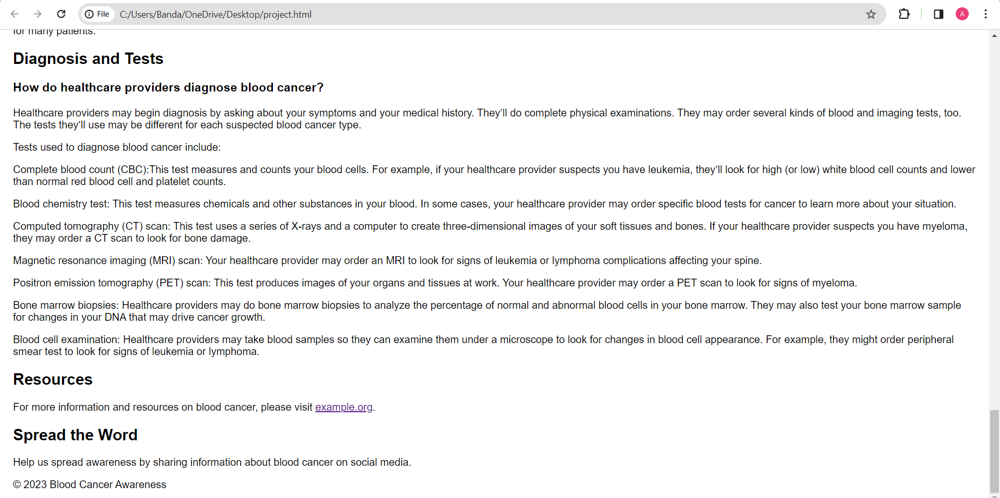 File C:/Users/Banda/OneDrive/Desktop/project.html A
for many patients.
Diagnosis and Tests
How do healthcare providers diagnose blood cancer?
Healthcare providers may begin diagnosis by asking about your symptoms and your medical history. They’ll do complete physical examinations. They may order several kinds of blood and imaging tests, too.
The tests they’ll use may be different for each suspected blood cancer type.
Tests used to diagnose blood cancer include:
Complete blood count (CBC):This test measures and counts your blood cells. For example, if your healthcare provider suspects you have leukemia, they’ll look for high (or low) white blood cell counts and lower
than normal red blood cell and platelet counts.
Blood chemistry test: This test measures chemicals and other substances in your blood. In some cases, your healthcare provider may order specific blood tests for cancer to learn more about your situation.
Computed tomography (CT) scan: This test uses a series of X-rays and a computer to create three-dimensional images of your soft tissues and bones. If your healthcare provider suspects you have myeloma,
they may order a CT scan to look for bone damage.
Magnetic resonance imaging (MRI) scan: Your healthcare provider may order an MRI to look for signs of leukemia or lymphoma complications affecting your spine.
Positron emission tomography (PET) scan: This test produces images of your organs and tissues at work. Your healthcare provider may order a PET scan to look for signs of myeloma.
Bone marrow biopsies: Healthcare providers may do bone marrow biopsies to analyze the percentage of normal and abnormal blood cells in your bone marrow. They may also test your bone marrow sample
for changes in your DNA that may drive cancer growth.
Blood cell examination: Healthcare providers may take blood samples so they can examine them under a microscope to look for changes in blood cell appearance. For example, they might order peripheral
smear test to look for signs of leukemia or lymphoma.
Resources
For more information and resources on blood cancer, please visit example.org.
Spread the Word
Help us spread awareness by sharing information about blood cancer on social media.
© 2023 Blood Cancer Awareness